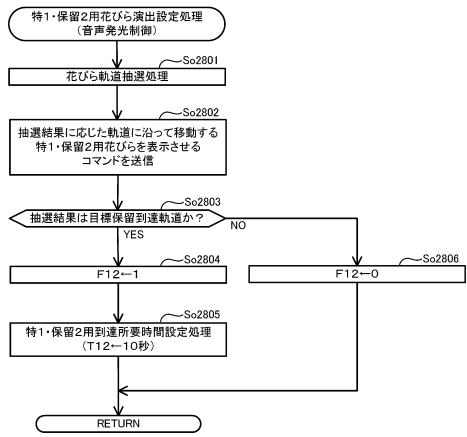 特1・保留2用花びら演出設定処理
(音声発光制御)
So2801
花びら軌道抽選処理
So2802
抽選結果に応じた軌道に沿って移動する
特1・保留2用花びらを表示させる
コマンドを送信
So2803
抽選結果は目標保留到達軌道か?
NO
YES
So2804
F12←1
So2806
F12←0
So2805
特1・保留2用到達所要時間設定処理
(T12←10秒)
RETURN